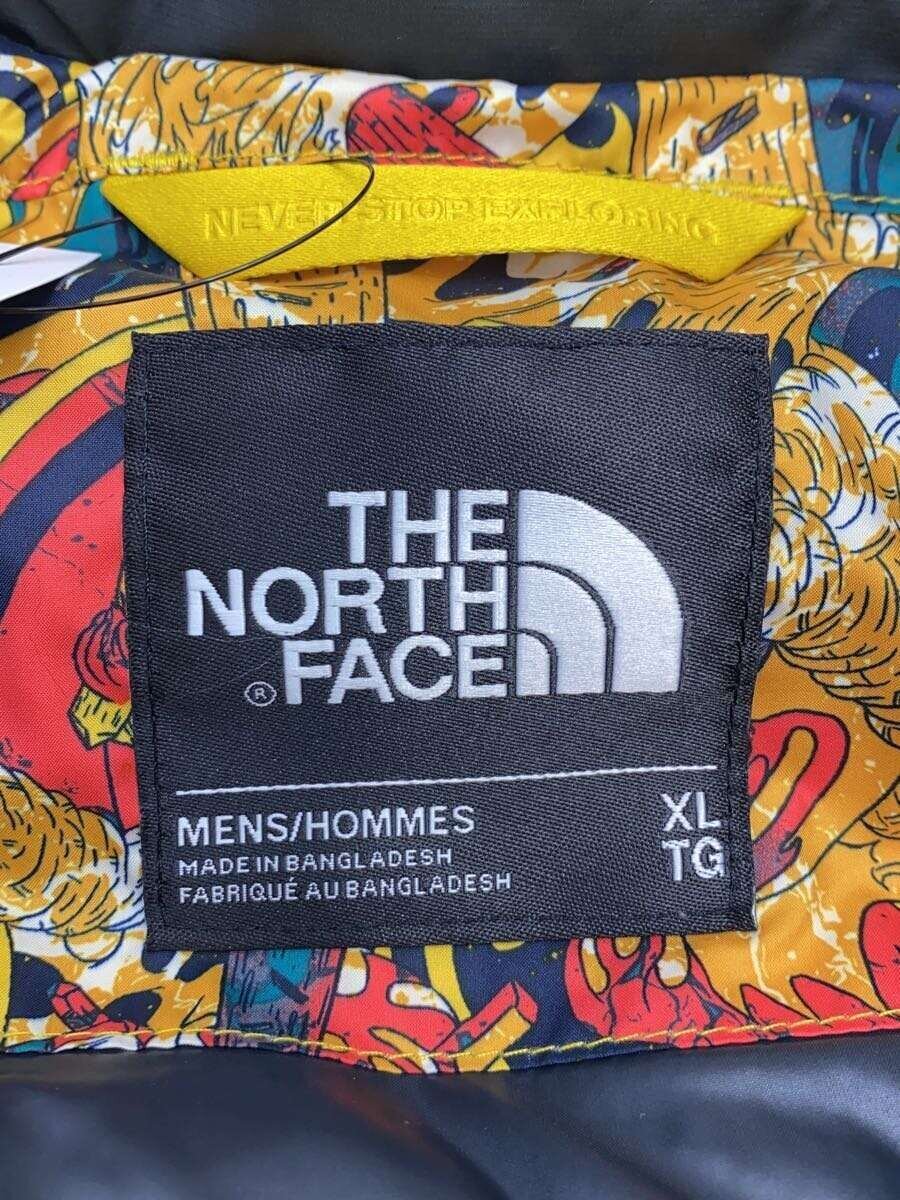 NEVER STOP EXPLORING
THE
NORTH
FACE
®
MENS/HOMMES
XL
MADE IN BANGLADESH
TG
FABRIQUÉ AU BANGLADESH